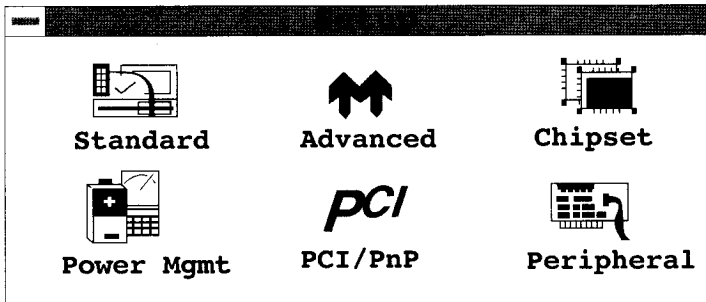 Standard
Advanced
Chipset
PCI
Power Mgmt
PCI/PnP
Peripheral